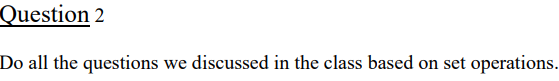 Question 2
Do all the questions we discussed in the class based on set operations.